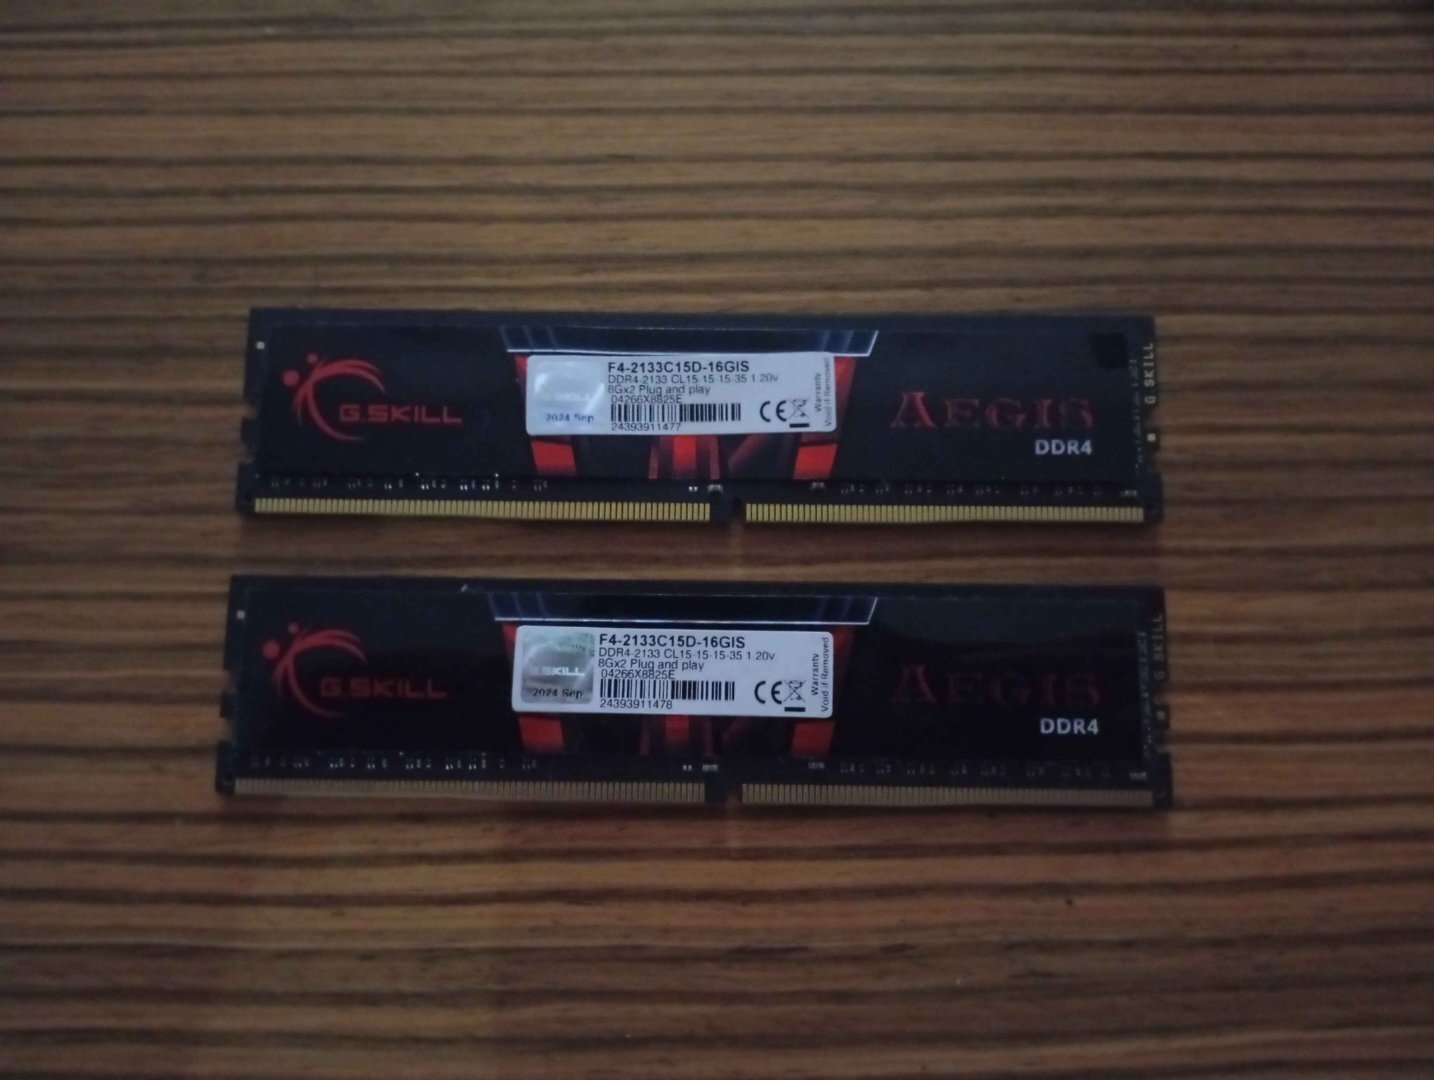 G.SKILL
F4-2133C15D-16GIS
DDR4-2133 CL15-15-15-35 1.20v
8Gx2 Plug and play
04266X8825E
24393911477
2024 Sep
Warranty
Void if Removed
AEGIS
DDR4
G.SKILL
G.SKILL
G.SKILL
2024 Sep
F4-2133C15D-16GIS
DDR4-2133 CL15-15-15-35 1.20v
8Gx2 Plug and play
04266X8825E
24393911478
Warranty
Void if Removed
AEGIS
DDR4
G.SKILL